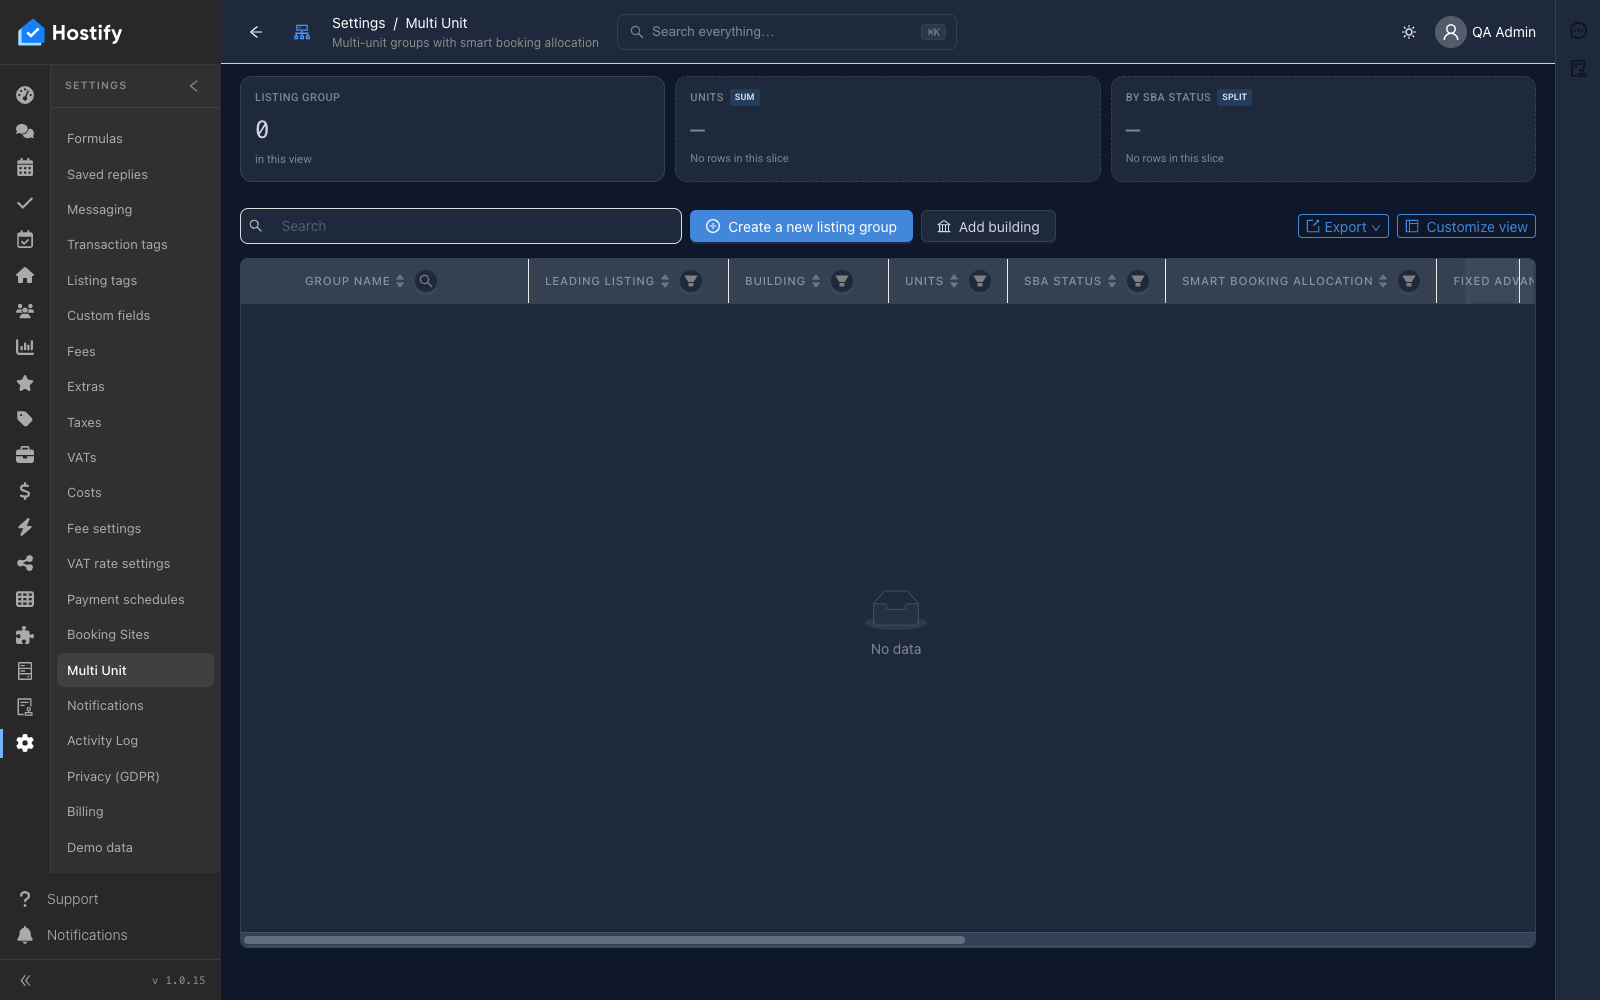 Hostify
SETTINGS
Formulas
Saved replies
Messaging
Transaction tags
Listing tags
Custom fields
Fees
Extras
Taxes
VATs
Costs
Fee settings
VAT rate settings
Payment schedules
Booking Sites
Multi Unit
Notifications
Activity Log
Privacy (GDPR)
Billing
Demo data
Support
Notifications
v 1.0.15
Settings / Multi Unit
Multi-unit groups with smart booking allocation
Search everything...
⌘K
QA Admin
LISTING GROUP
0
in this view
UNITS SUM
—
No rows in this slice
BY SBA STATUS SPLIT
—
No rows in this slice
Search
Create a new listing group
Add building
Export
Customize view
GROUP NAME
LEADING LISTING
BUILDING
UNITS
SBA STATUS
SMART BOOKING ALLOCATION
FIXED ADVAN
No data